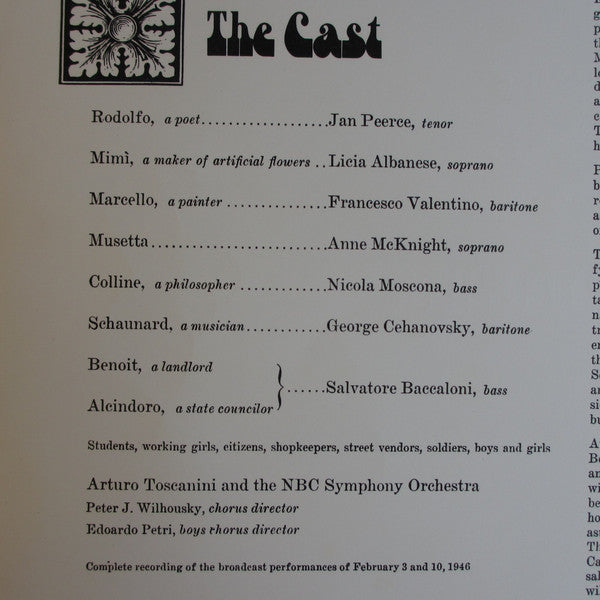 The Cast
Rodolfo, a poet...................Jan Peerce, tenor
Mimì, a maker of artificial flowers ..Licia Albanese, soprano
Marcello, a painter ...............Francesco Valentino, baritone
Musetta..........................Anne McKnight, soprano
Colline, a philosopher .............Nicola Moscona, bass
Schaunard, a musician............George Cehanovsky, baritone
Benoit, a landlord
Alcindoro, a state councilor } ......Salvatore Baccaloni, bass
Students, working girls, citizens, shopkeepers, street vendors, soldiers, boys and girls
Arturo Toscanini and the NBC Symphony Orchestra
Peter J. Wilhousky, chorus director
Edoardo Petri, boys chorus director
Complete recording of the broadcast performances of February 3 and 10, 1946